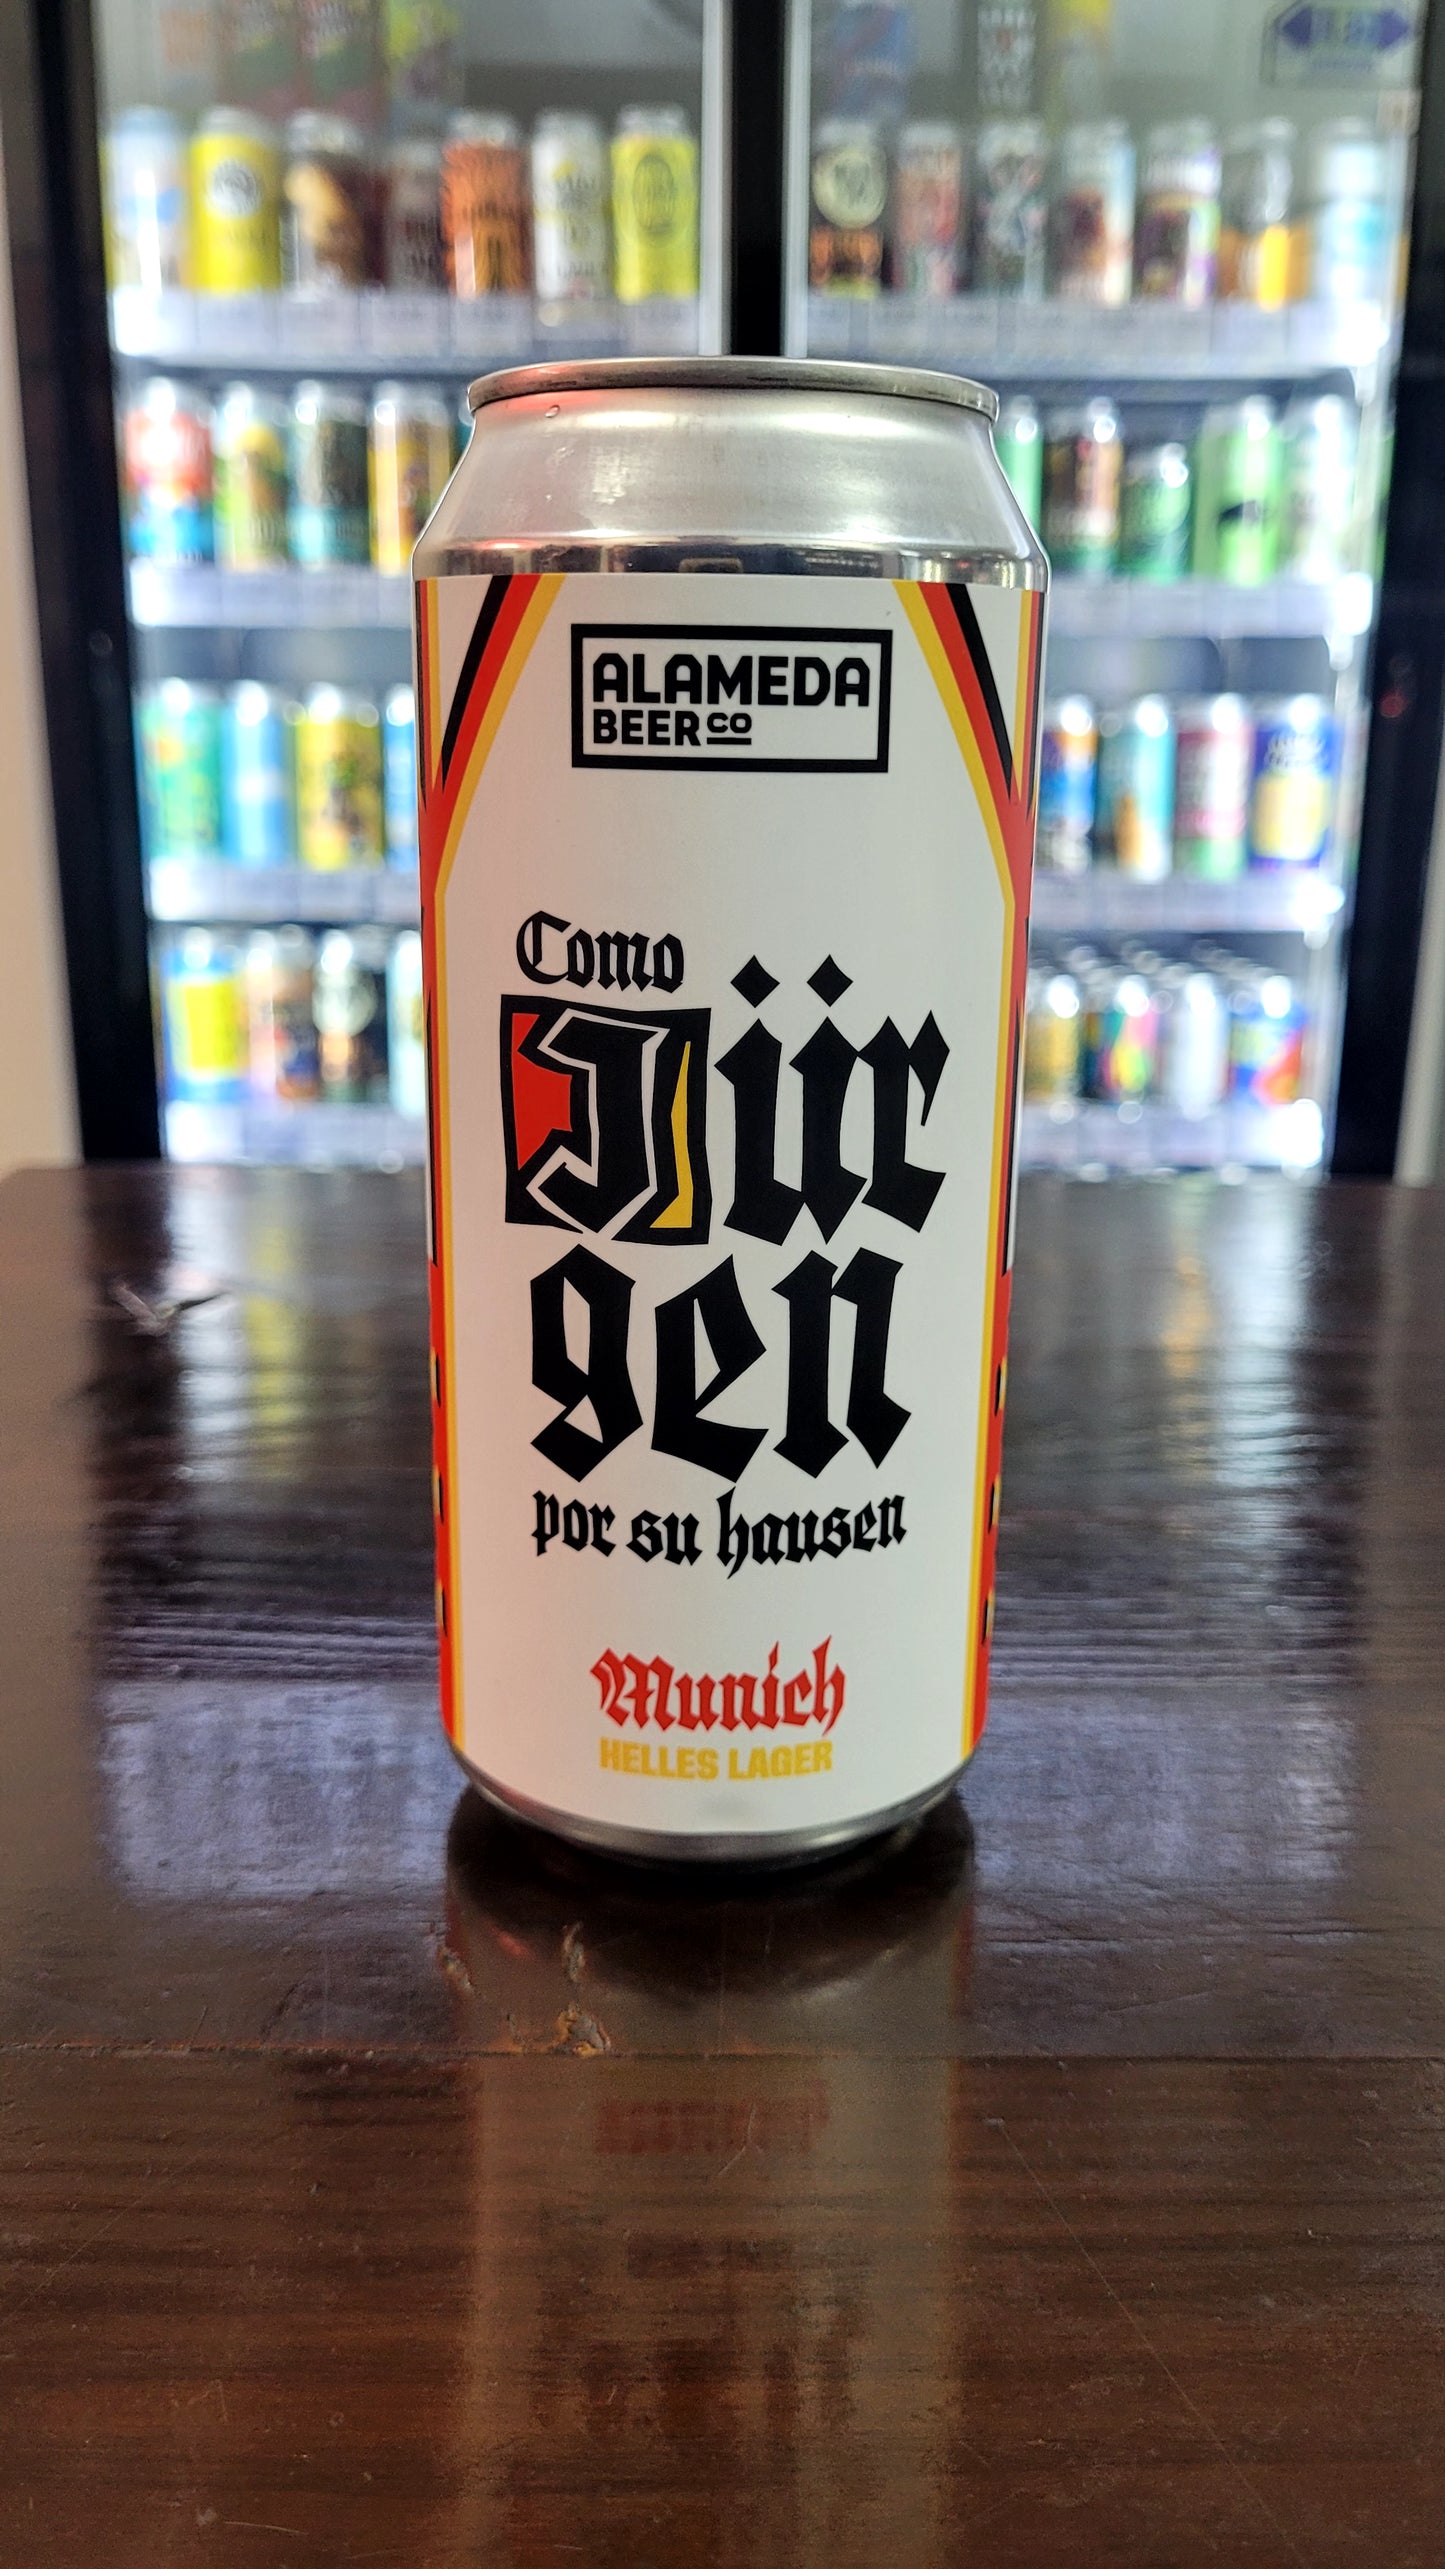 ALAMEDA
BEER CO
Como
Jür
gen
por su hausen
Munich
HELLES LAGER